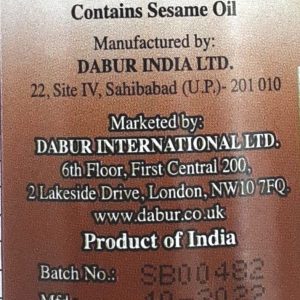 Contains Sesame Oil
Manufactured by:
DABUR INDIA LTD.
22, Site IV, Sahibabad (U.P.)- 201 010
Marketed by:
DABUR INTERNATIONAL LTD.
6th Floor, First Central 200,
2 Lakeside Drive, London, NW10 7FQ.
www.dabur.co.uk
Product of India
Batch No.: SB00482